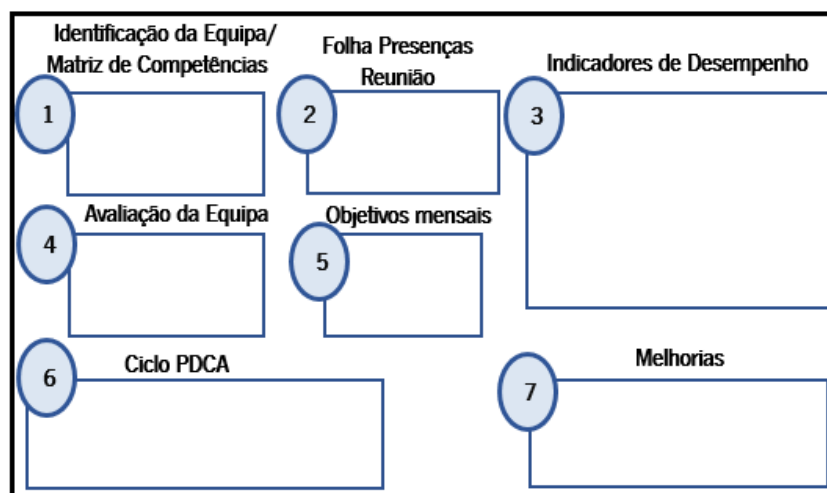 Identificação da Equipa/
Matriz de Competências
1
Folha Presenças
Reunião
2
Indicadores de Desempenho
3
Avaliação da Equipa
4
Objetivos mensais
5
Ciclo PDCA
6
Melhorias
7